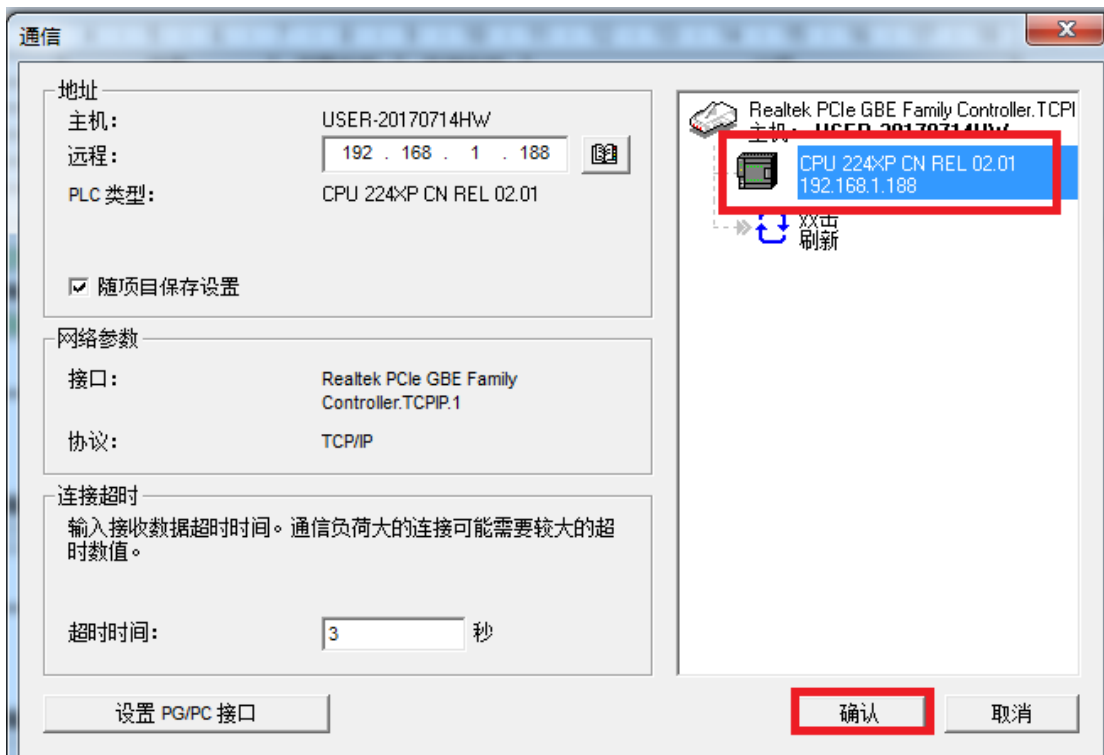 通信
地址
主机:
USER-20170714HW
远程:
192 . 168 . 1 . 188
PLC 类型:
CPU 224XP CN REL 02.01
随项目保存设置
网络参数
接口:
Realtek PCIe GBE Family
Controller.TCPIP.1
协议:
TCP/IP
连接超时
输入接收数据超时时间。通信负荷大的连接可能需要较大的超
时数值。
超时时间:
3 秒
设置 PG/PC 接口
Realtek PCIe GBE Family Controller.TCPI
主机: USER-20170714HW
CPU 224XP CN REL 02.01
192.168.1.188
双击
刷新
确认
取消